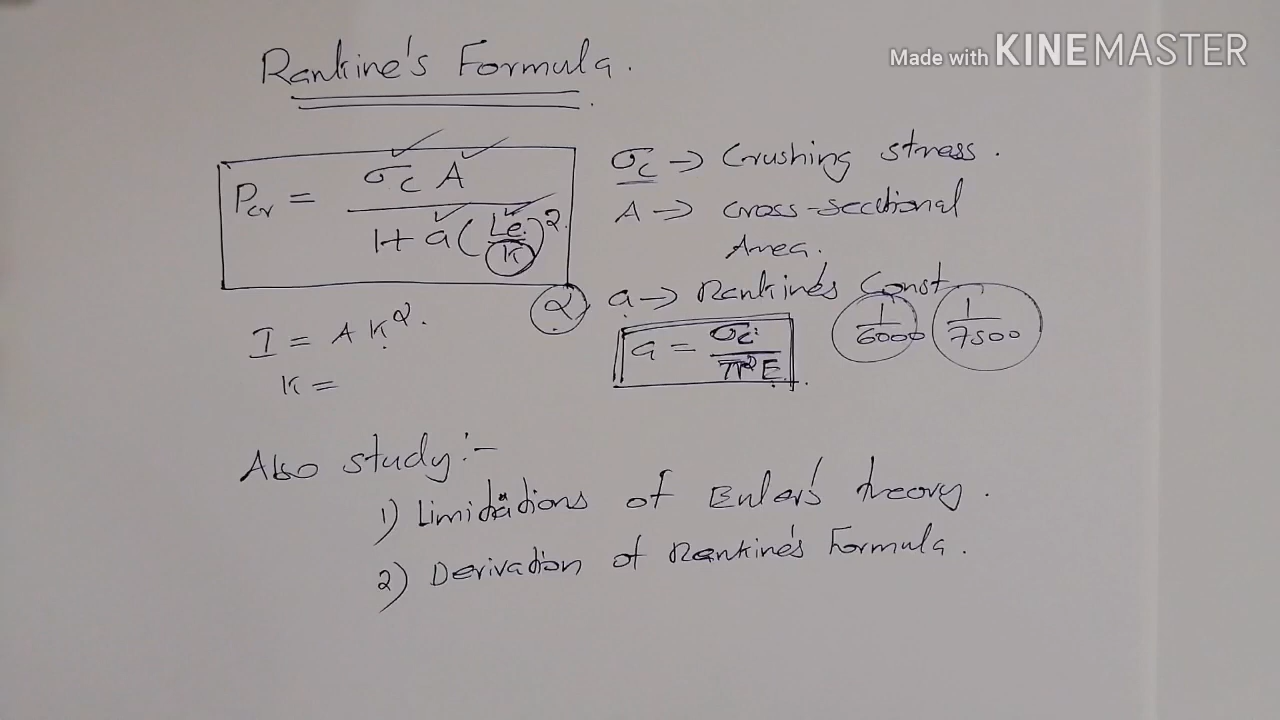 Made with KINEMASTER
Rankine's Formula.
Pcr = σc A / 1 + a (Le / K)^2
σc → Crushing stress.
A → Cross-sectional
Area.
α a → Rankine's Const
a = σc / π²E
1/6000 1/7500
I = AK².
K =
Also study:-
1) Limitations of Euler's theory.
2) Derivation of Rankine's Formula.